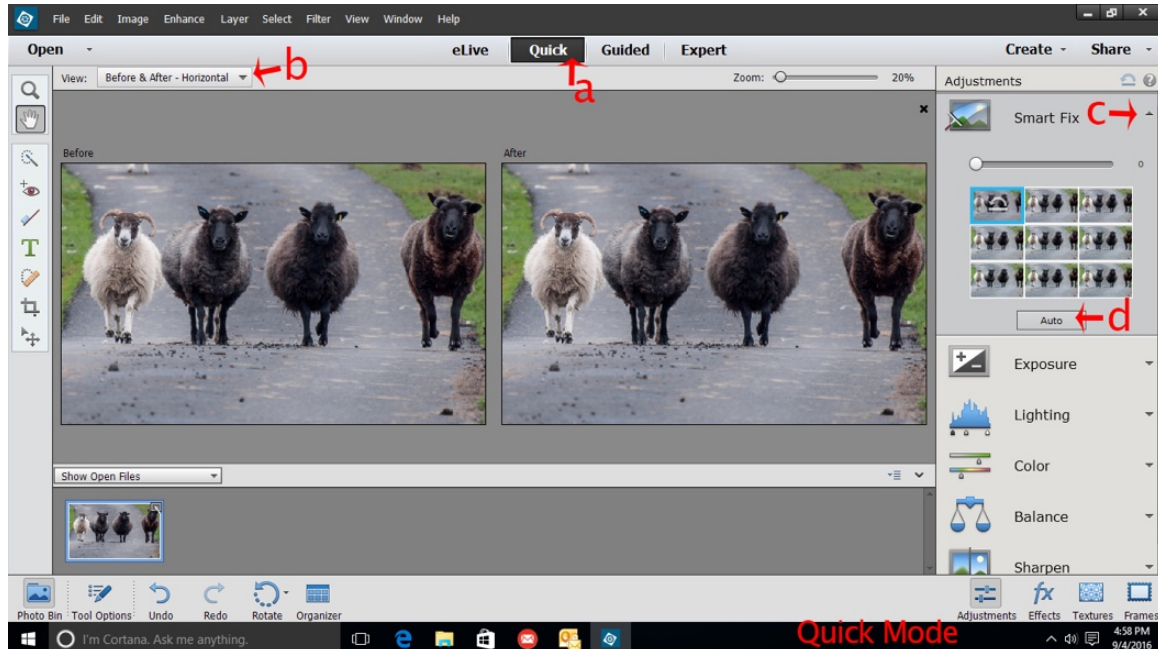 File Edit Image Enhance Layer Select Filter View Window Help
Open eLive Quick Guided Expert Create Share
View: Before & After - Horizontal b a Zoom: 20%
Adjustments
Smart Fix c
0
Before
After
Auto d
Exposure
Lighting
Color
Balance
Sharpen
Show Open Files
Photo Bin Tool Options Undo Redo Rotate Organizer
Adjustments Effects Textures Frames
I'm Cortana. Ask me anything.
Quick Mode
4:58 PM
9/4/2016